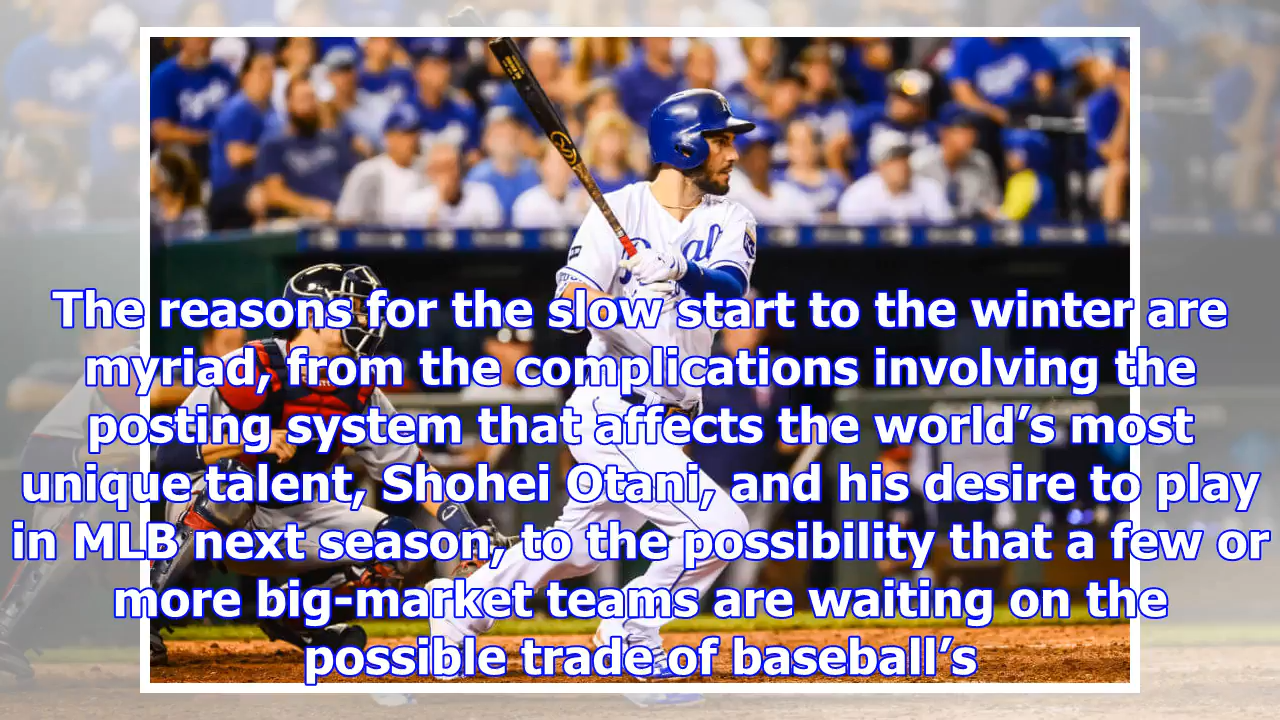 The reasons for the slow start to the winter are
myriad, from the complications involving the
posting system that affects the world’s most
unique talent, Shohei Otani, and his desire to play
in MLB next season, to the possibility that a few or
more big-market teams are waiting on the
possible trade of baseball’s